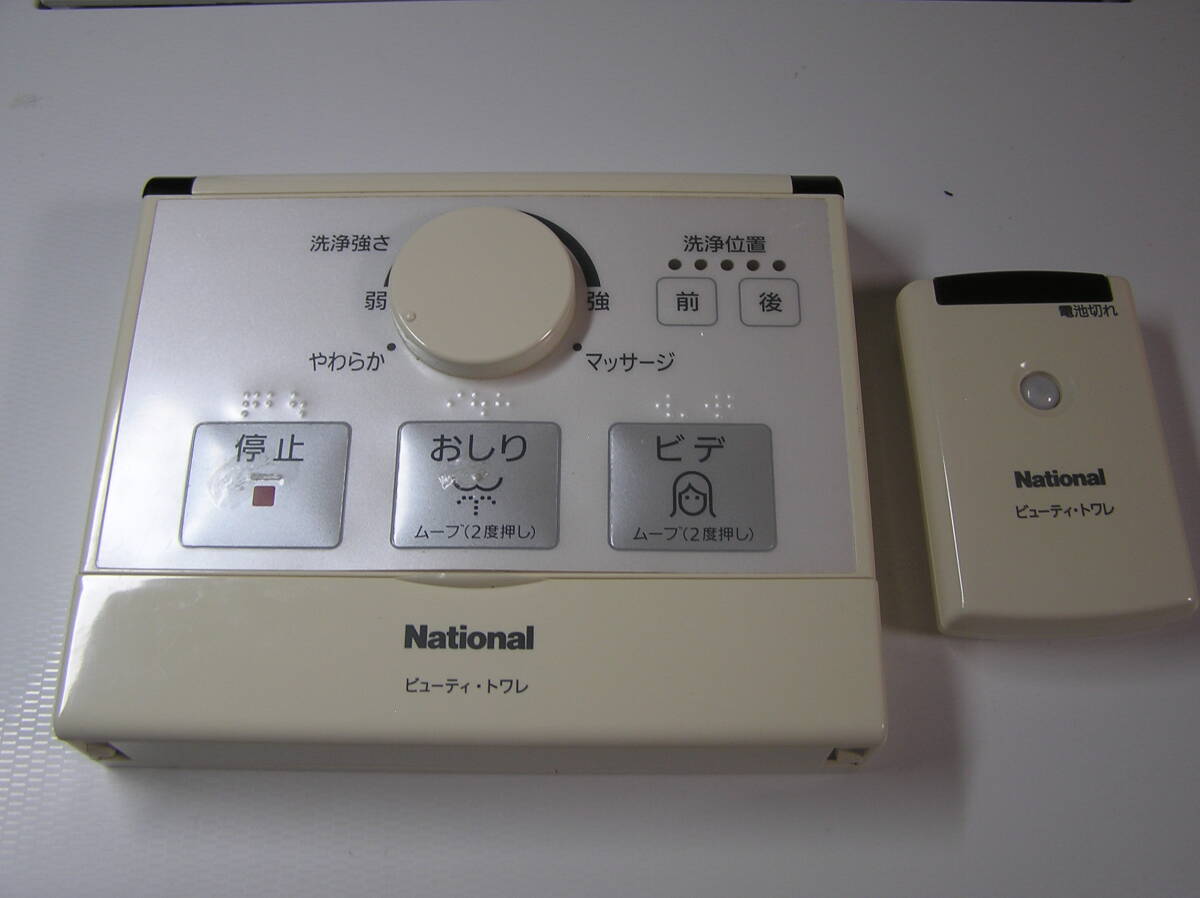 洗浄強さ
弱
強
やわらか
マッサージ
洗浄位置
前
後
停止
おしり
ムーブ(2度押し)
ビデ
ムーブ(2度押し)
National
ビューティ・トワレ
電池切れ
National
ビューティ・トワレ